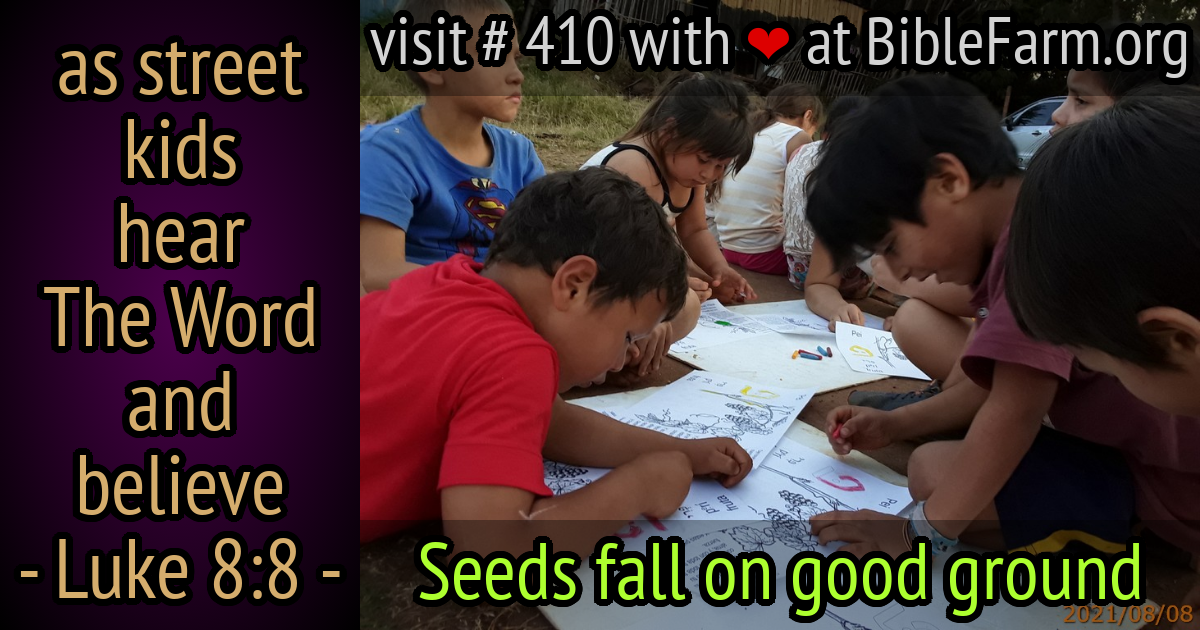 as street
kids
hear
The Word
and
believe
- Luke 8:8 -
visit # 410 with ❤ at BibleFarm.org
Seeds fall on good ground
2021/08/08